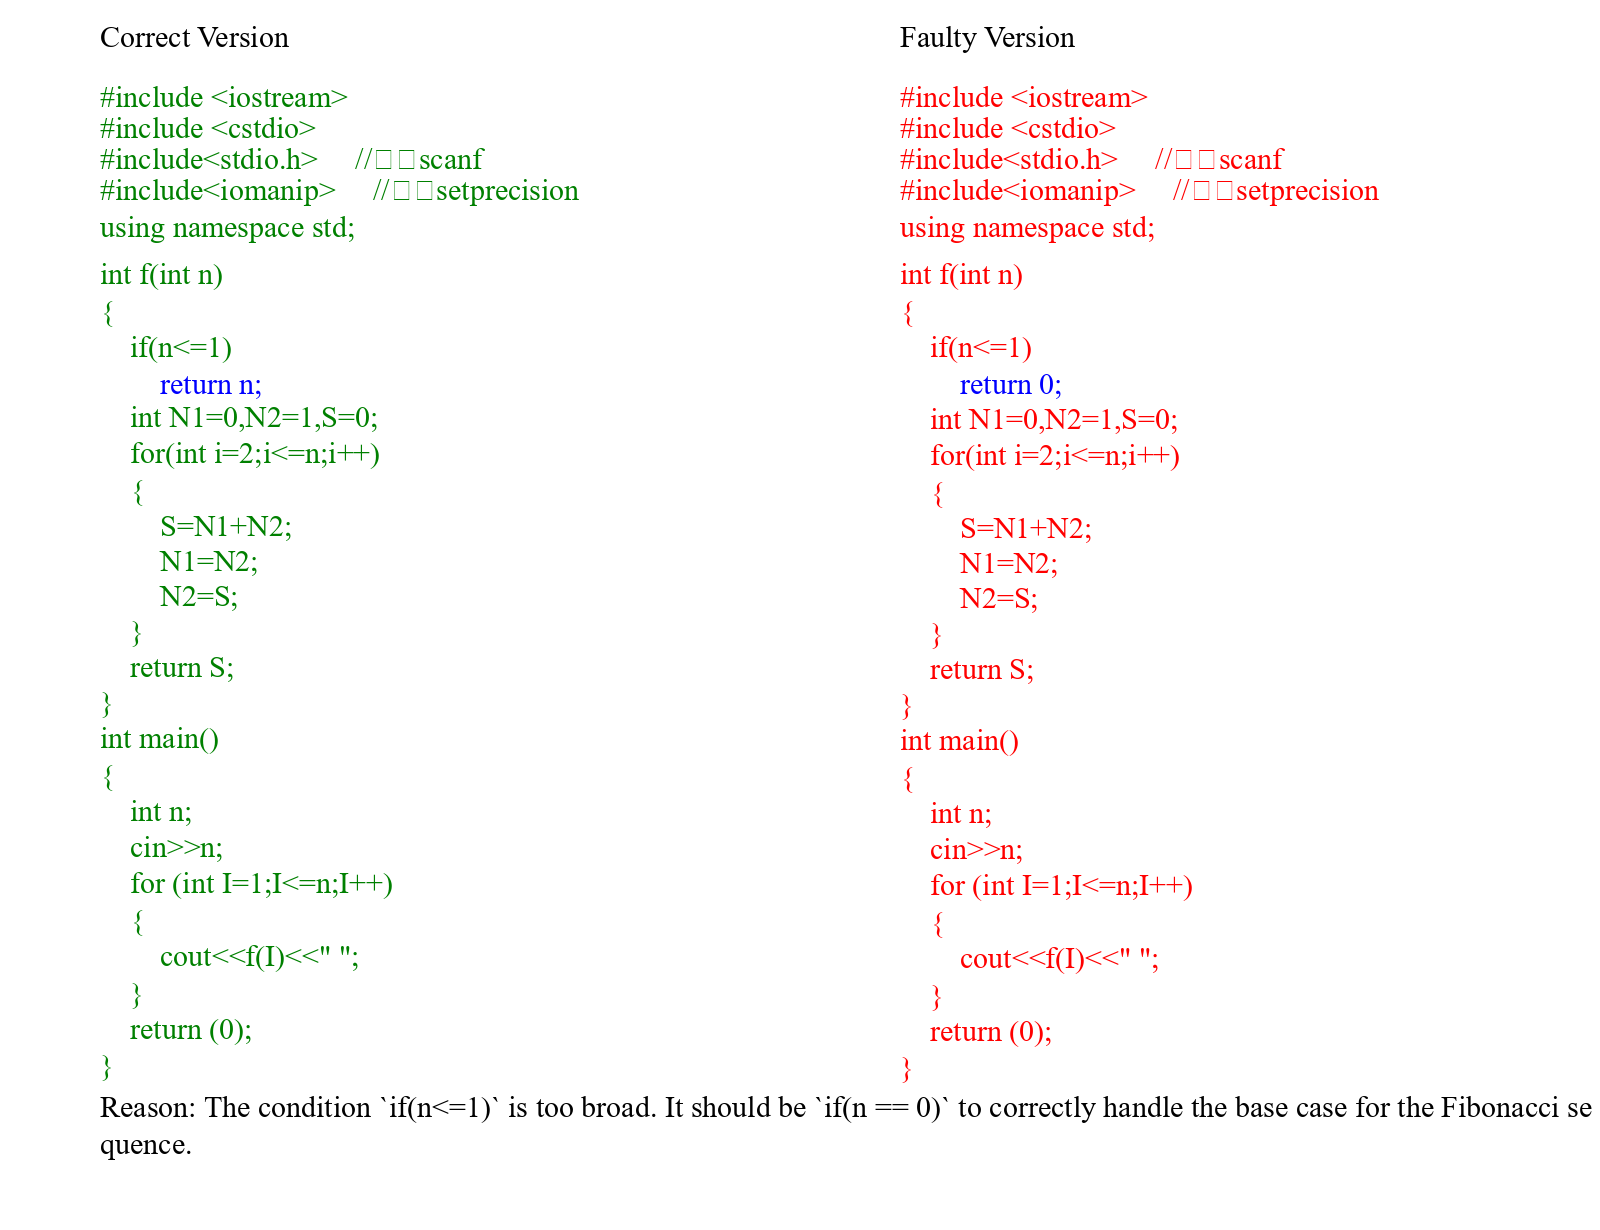 Correct Version
#include <iostream>
#include <cstdio>
#include<stdio.h>     //□□scanf
#include<iomanip>     //□□setprecision
using namespace std;
int f(int n)
{
    if(n<=1)
        return n;
    int N1=0,N2=1,S=0;
    for(int i=2;i<=n;i++)
    {
        S=N1+N2;
        N1=N2;
        N2=S;
    }
    return S;
}
int main()
{
    int n;
    cin>>n;
    for (int I=1;I<=n;I++)
    {
        cout<<f(I)<<" ";
    }
    return (0);
}
Faulty Version
#include <iostream>
#include <cstdio>
#include<stdio.h>     //□□scanf
#include<iomanip>     //□□setprecision
using namespace std;
int f(int n)
{
    if(n<=1)
        return 0;
    int N1=0,N2=1,S=0;
    for(int i=2;i<=n;i++)
    {
        S=N1+N2;
        N1=N2;
        N2=S;
    }
    return S;
}
int main()
{
    int n;
    cin>>n;
    for (int I=1;I<=n;I++)
    {
        cout<<f(I)<<" ";
    }
    return (0);
}
Reason: The condition `if(n<=1)` is too broad. It should be `if(n == 0)` to correctly handle the base case for the Fibonacci se
quence.